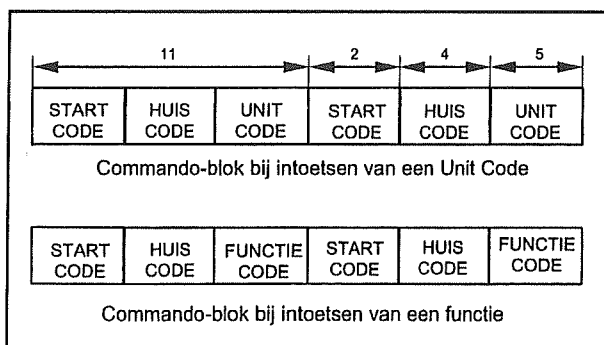 11 2 4 5
START HUIS UNIT START HUIS UNIT
CODE CODE CODE CODE CODE CODE
Commando-blok bij intoetsen van een Unit Code
START HUIS FUNCTIE START HUIS FUNCTIE
CODE CODE CODE CODE CODE CODE
Commando-blok bij intoetsen van een functie